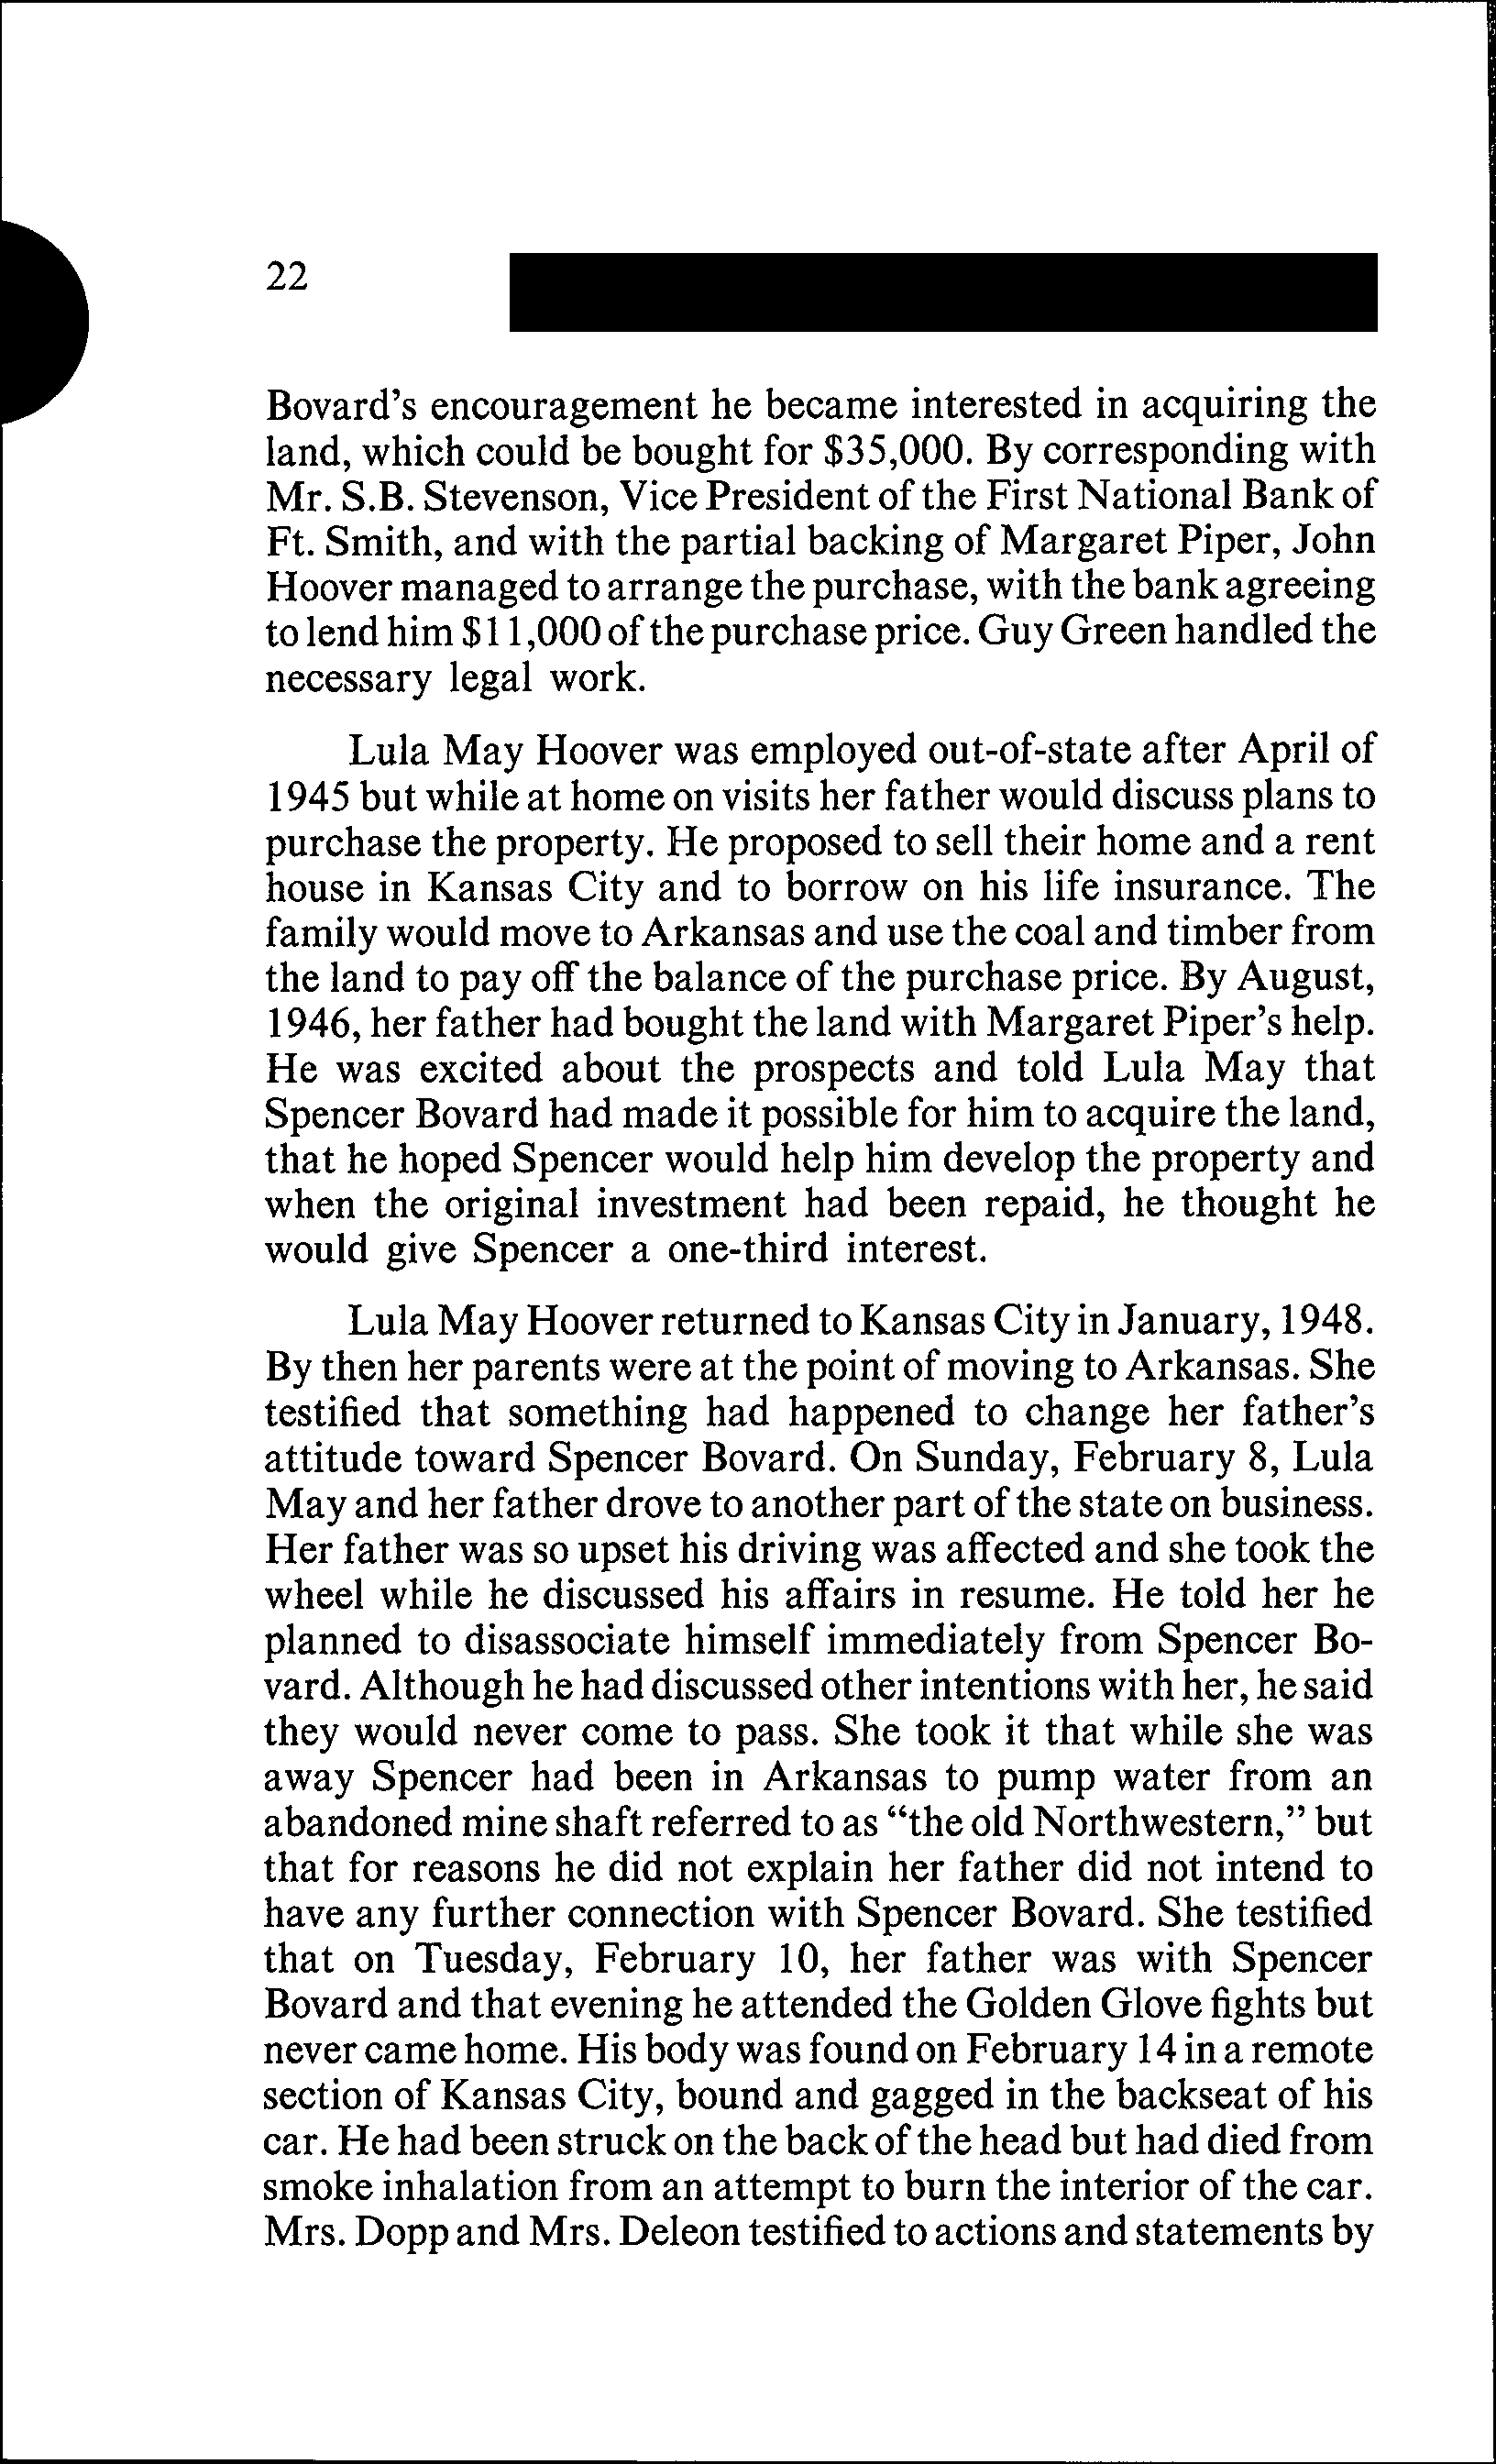 22
Bovard’s encouragement he became interested in acquiring the
land, which could be bought for $35,000. By corresponding with
Mr. S.B. Stevenson, Vice President of the First National Bank of
Ft. Smith, and with the partial backing of Margaret Piper, John
Hoover managed to arrange the purchase, with the bank agreeing
to lend him $11,000 of the purchase price. Guy Green handled the
necessary legal work.
Lula May Hoover was employed out-of-state after April of
1945 but while at home on visits her father would discuss plans to
purchase the property. He proposed to sell their home and a rent
house in Kansas City and to borrow on his life insurance. The
family would move to Arkansas and use the coal and timber from
the land to pay off the balance of the purchase price. By August,
1946, her father had bought the land with Margaret Piper’s help.
He was excited about the prospects and told Lula May that
Spencer Bovard had made it possible for him to acquire the land,
that he hoped Spencer would help him develop the property and
when the original investment had been repaid, he thought he
would give Spencer a one-third interest.
Lula May Hoover returned to Kansas City in January, 1948.
By then her parents were at the point of moving to Arkansas. She
testified that something had happened to change her father’s
attitude toward Spencer Bovard. On Sunday, February 8, Lula
May and her father drove to another part of the state on business.
Her father was so upset his driving was affected and she took the
wheel while he discussed his affairs in resume. He told her he
planned to disassociate himself immediately from Spencer Bo-
vard. Although he had discussed other intentions with her, he said
they would never come to pass. She took it that while she was
away Spencer had been in Arkansas to pump water from an
abandoned mine shaft referred to as “the old Northwestern,” but
that for reasons he did not explain her father did not intend to
have any further connection with Spencer Bovard. She testified
that on Tuesday, February 10, her father was with Spencer
Bovard and that evening he attended the Golden Glove fights but
never came home. His body was found on February 14 in a remote
section of Kansas City, bound and gagged in the backseat of his
car. He had been struck on the back of the head but had died from
smoke inhalation from an attempt to burn the interior of the car.
Mrs. Dopp and Mrs. Deleon testified to actions and statements by